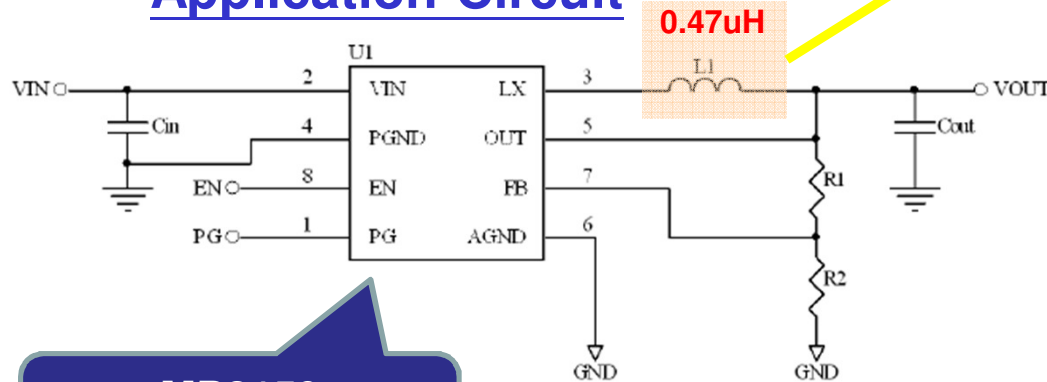 Application Circuit
0.47uH
U1
L1
VIN
2
VIN
LX
3
VOUT
Cin
4
PGND
OUT
5
Cout
EN
8
EN
FB
7
R1
PG
1
PG
AGND
6
R2
GND
GND